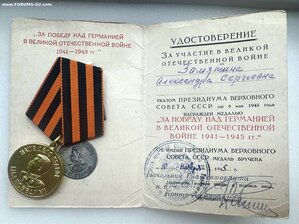 www.FORUMS-SU.com
„ЗА ПОБЕДУ НАД ГЕРМАНИЕЙ
В ВЕЛИКОЙ ОТЕЧЕСТВЕННОЙ ВОЙНЕ
1941—1945 гг."
УДОСТОВЕРЕНИЕ
ЗА УЧАСТИЕ В ВЕЛИКОЙ
ОТЕЧЕСТВЕННОЙ ВОЙНЕ
Замятина
Александра Сергеевна
УКАЗОМ ПРЕЗИДИУМА ВЕРХОВНОГО
СОВЕТА СССР от 9 мая 1945 года
НАГРАЖДЕН МЕДАЛЬЮ
„ЗА ПОБЕДУ НАД ГЕРМАНИЕЙ
В ВЕЛИКОЙ ОТЕЧЕСТВЕННОЙ
ВОЙНЕ 1941—1945 гг."
От имени ПРЕЗИДИУМА ВЕРХОВНОГО
СОВЕТА СССР МЕДАЛЬ ВРУЧЕНА